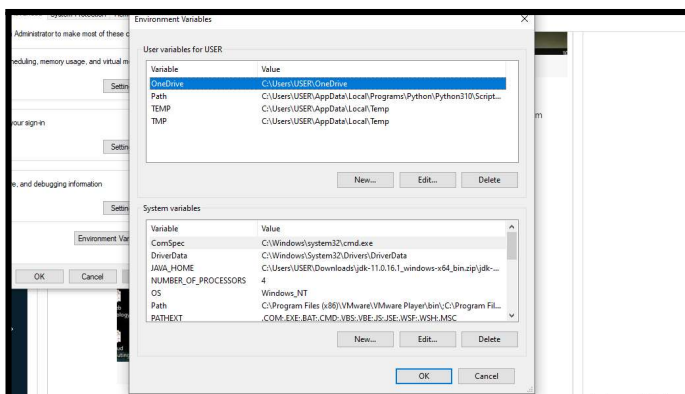 Environment Variables
Administrator to make most of these c
User variables for USER
heduling, memory usage, and virtual m
Variable Value
OneDrive C:\Users\USER\OneDrive
Path C:\Users\USER\AppData\Local\Programs\Python\Python310\Script...
TEMP C:\Users\USER\AppData\Local\Temp
TMP C:\Users\USER\AppData\Local\Temp
Settin
your sign-in
Settin
New... Edit... Delete
e, and debugging information
Settin
System variables
Variable Value
ComSpec C:\Windows\system32\cmd.exe
DriverData C:\Windows\System32\Drivers\DriverData
JAVA_HOME C:\Users\USER\Downloads\jdk-11.0.16.1_windows-x64_bin.zip\jdk-...
NUMBER_OF_PROCESSORS 4
OS Windows_NT
Path C:\Program Files (x86)\VMware\VMware Player\bin\;C:\Program Fil...
PATHEXT .COM;.EXE;.BAT;.CMD;.VBS;.VBE;.JS;.JSE;.WSF;.WSH;.MSC
Environment Var
OK Cancel
New... Edit... Delete
OK Cancel
m